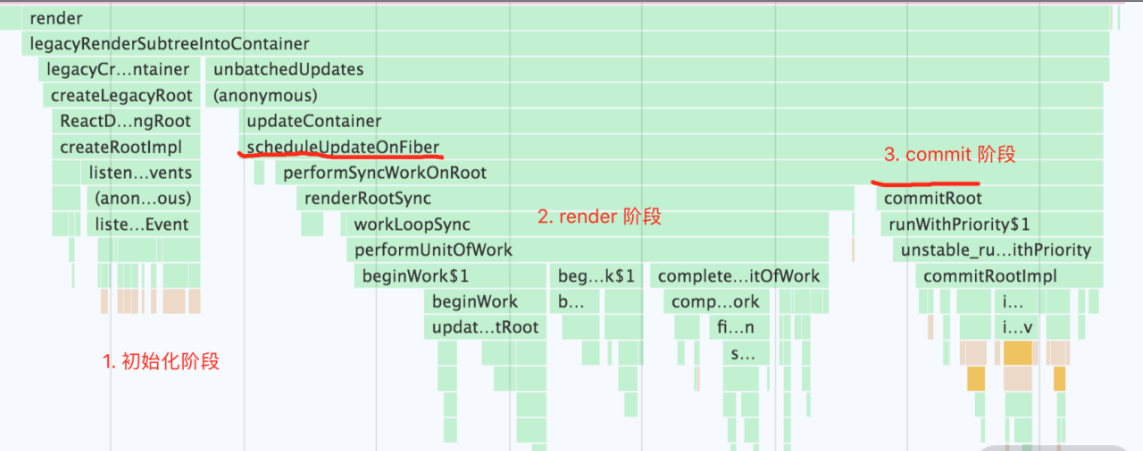 render
legacyRenderSubtreeIntoContainer
legacyCr...ntainer unbatchedUpdates
createLegacyRoot (anonymous)
ReactD...ngRoot updateContainer
createRootImpl scheduleUpdateOnFiber
3. commit 阶段
listen...vents performSyncWorkOnRoot
(anon...ous) renderRootSync commitRoot
2. render 阶段
liste...Event workLoopSync runWithPriority$1
performUnitOfWork unstable_ru...ithPriority
beginWork$1 beg...k$1 complete...itOfWork commitRootImpl
beginWork b... comp...ork i...
updat...tRoot fi...n i...v
s...
1. 初始化阶段